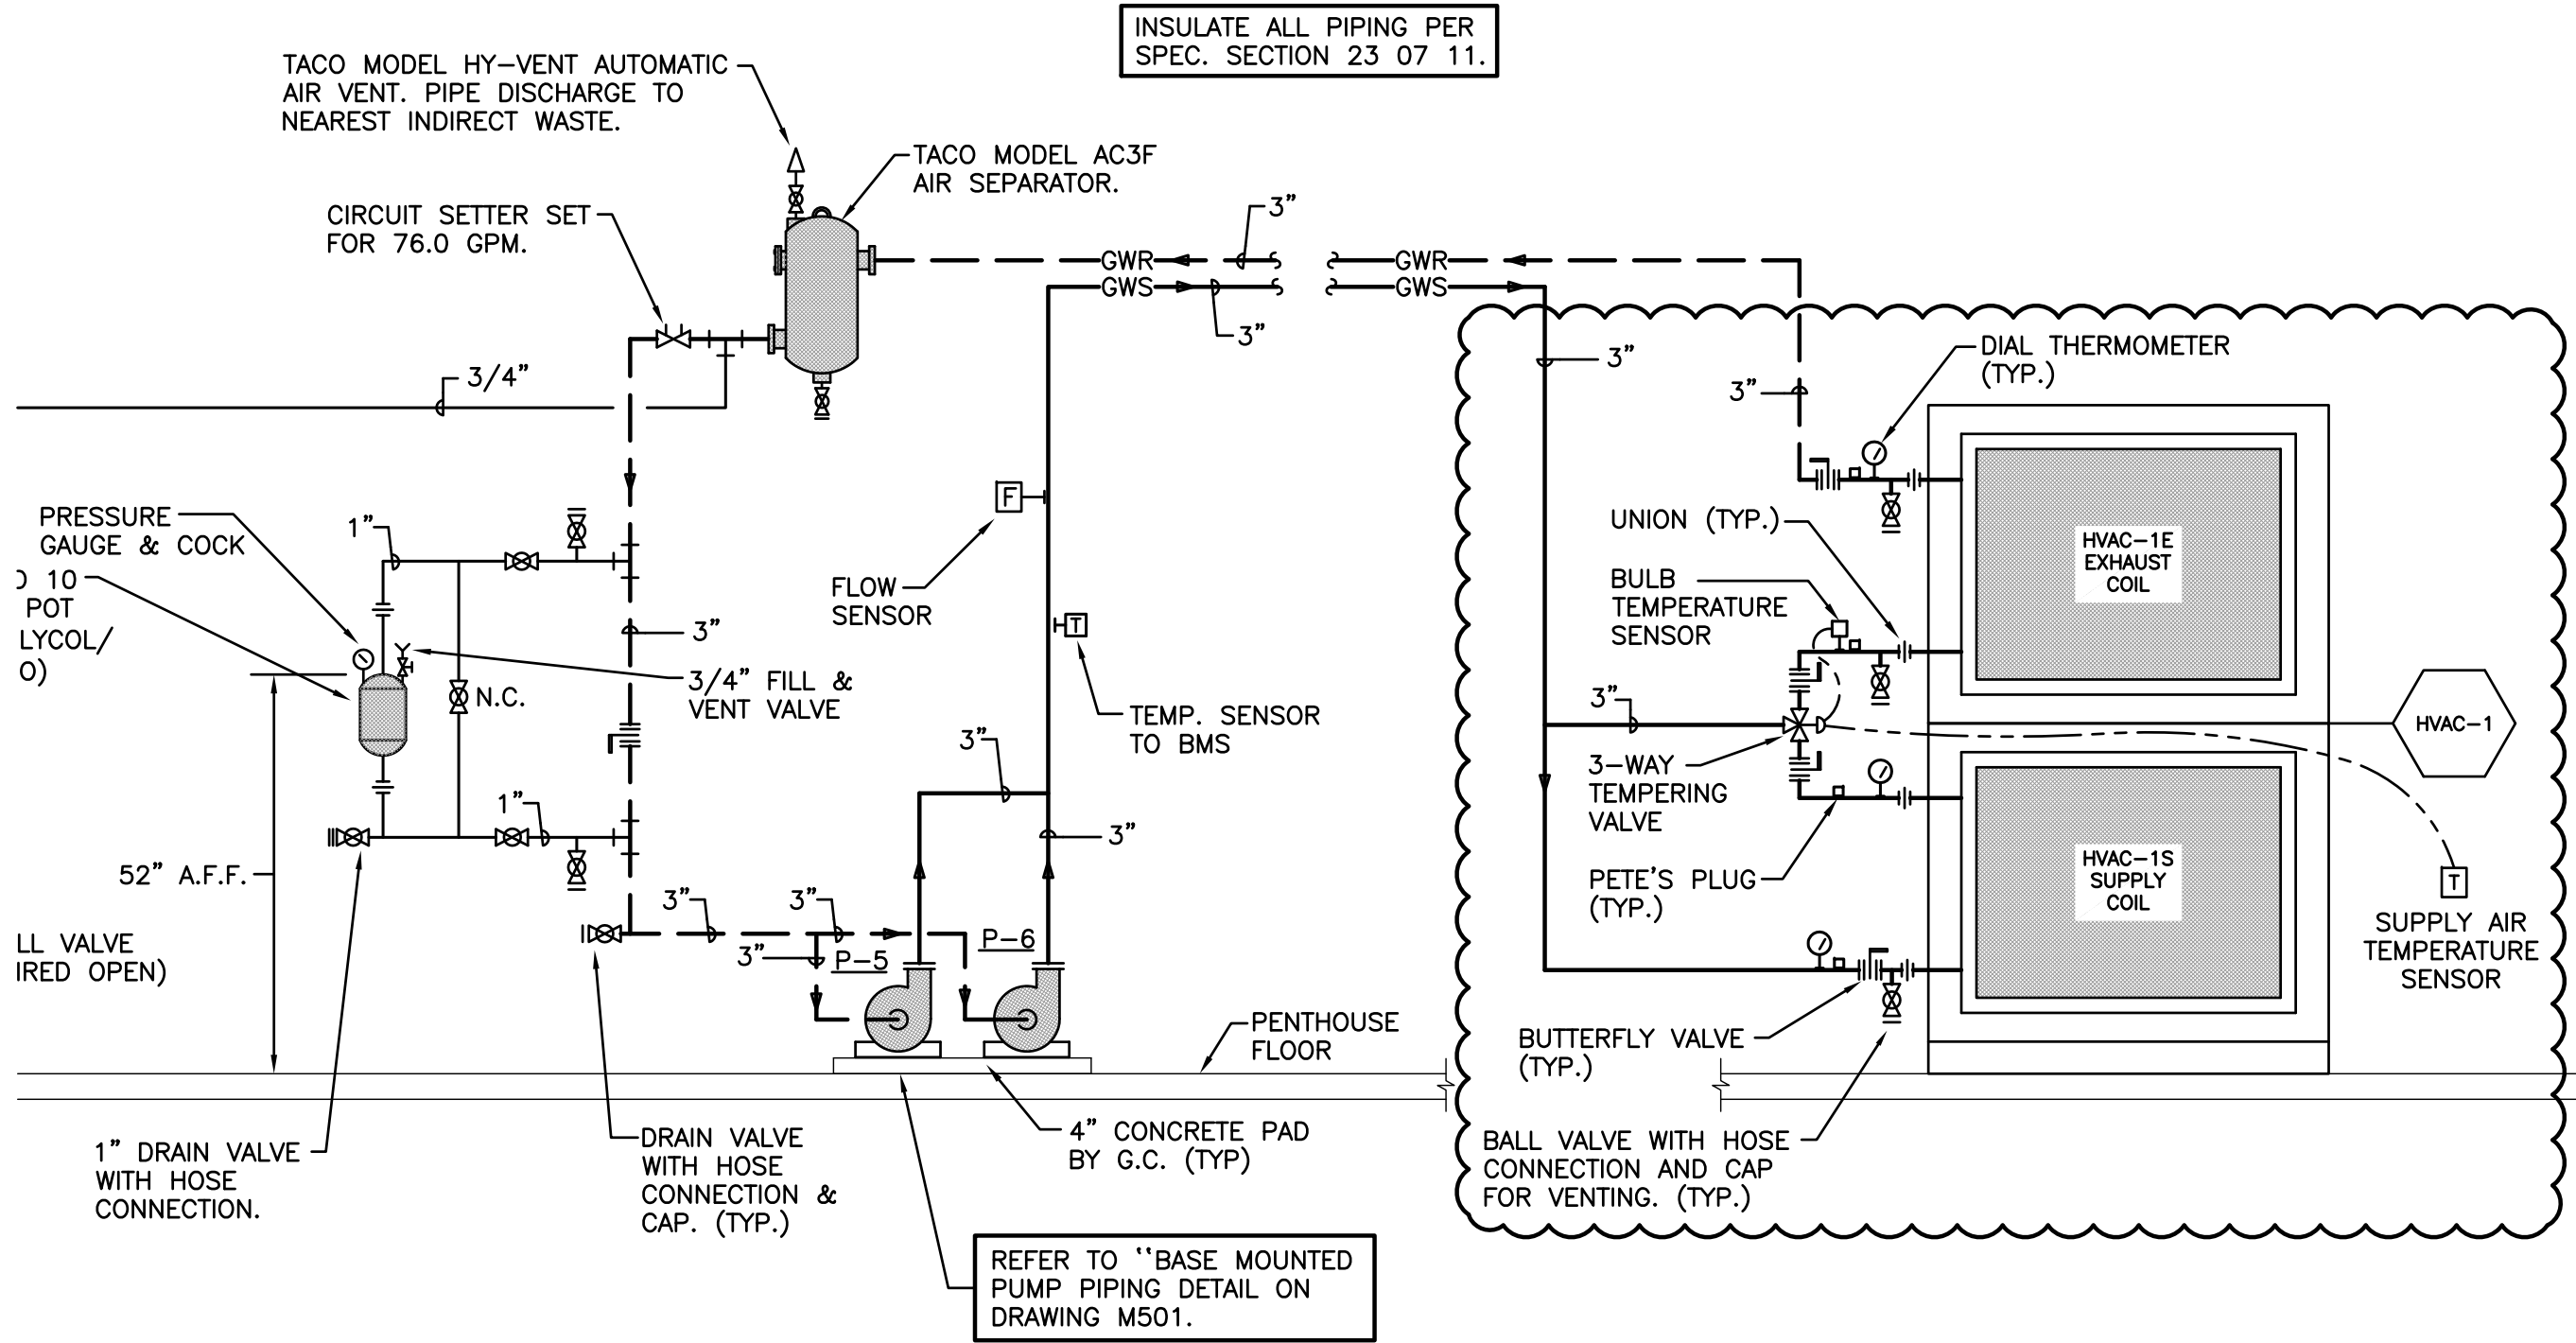 INSULATE ALL PIPING PER
SPEC. SECTION 23 07 11.
TACO MODEL HY-VENT AUTOMATIC
AIR VENT. PIPE DISCHARGE TO
NEAREST INDIRECT WASTE.
TACO MODEL AC3F
AIR SEPARATOR.
CIRCUIT SETTER SET
FOR 76.0 GPM.
3"
GWR
GWS
3"
GWR
GWS
3"
3"
DIAL THERMOMETER
(TYP.)
3/4"
PRESSURE
GAUGE & COCK
10
POT
LYCOL/
O)
1"
F
FLOW
SENSOR
3"
3/4" FILL &
VENT VALVE
N.C.
T
TEMP. SENSOR
TO BMS
3"
3"
1"
52" A.F.F.
3"
3"
3"
P-5
P-6
LL VALVE
IRED OPEN)
UNION (TYP.)
BULB
TEMPERATURE
SENSOR
3"
3-WAY
TEMPERING
VALVE
PETE'S PLUG
(TYP.)
HVAC-1E
EXHAUST
COIL
HVAC-1
HVAC-1S
SUPPLY
COIL
T
SUPPLY AIR
TEMPERATURE
SENSOR
PENTHOUSE
FLOOR
BUTTERFLY VALVE
(TYP.)
1" DRAIN VALVE
WITH HOSE
CONNECTION.
DRAIN VALVE
WITH HOSE
CONNECTION &
CAP. (TYP.)
4" CONCRETE PAD
BY G.C. (TYP)
BALL VALVE WITH HOSE
CONNECTION AND CAP
FOR VENTING. (TYP.)
REFER TO "BASE MOUNTED
PUMP PIPING DETAIL ON
DRAWING M501.